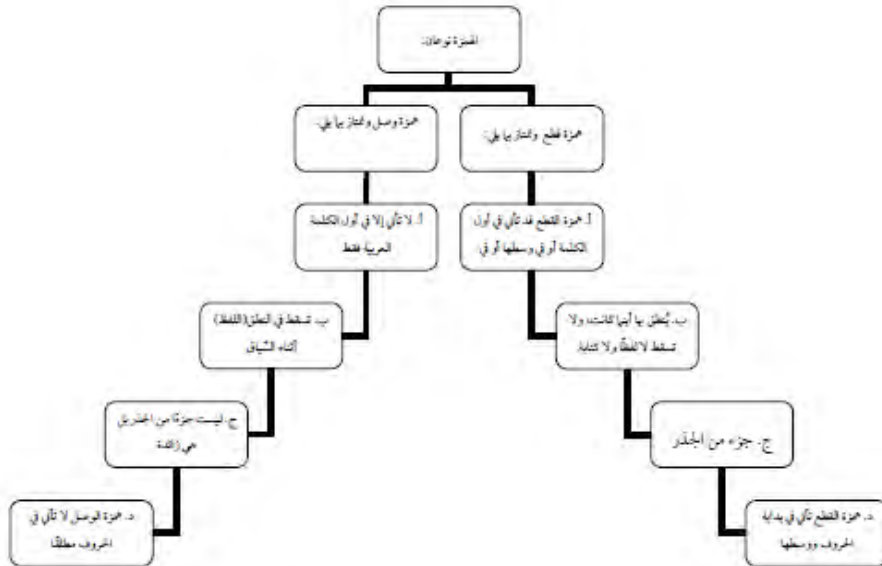 الهمزة نوعان:
همزة قطع وتمتاز بما يلي:
همزة وصل وتمتاز بما يلي:
أ. همزة القطع قد تأتي في أول
الكلمة أو في وسطها أو في
أ. لا تأتي إلا في أول الكلمة
العربية فقط
ب. يُنطق بها أينما كانت، ولا
تسقط لا لفظًا ولا كتابة
ب. تسقط في النطق (اللفظ)
أثناء السّياق
ج. جزء من الجذر
ج. ليست جزءًا من الجذر بل
هي زائدة
د. همزة القطع تأتي في بداية
الحروف ووسطها
د. همزة الوصل لا تأتي في
الحروف مطلقًا